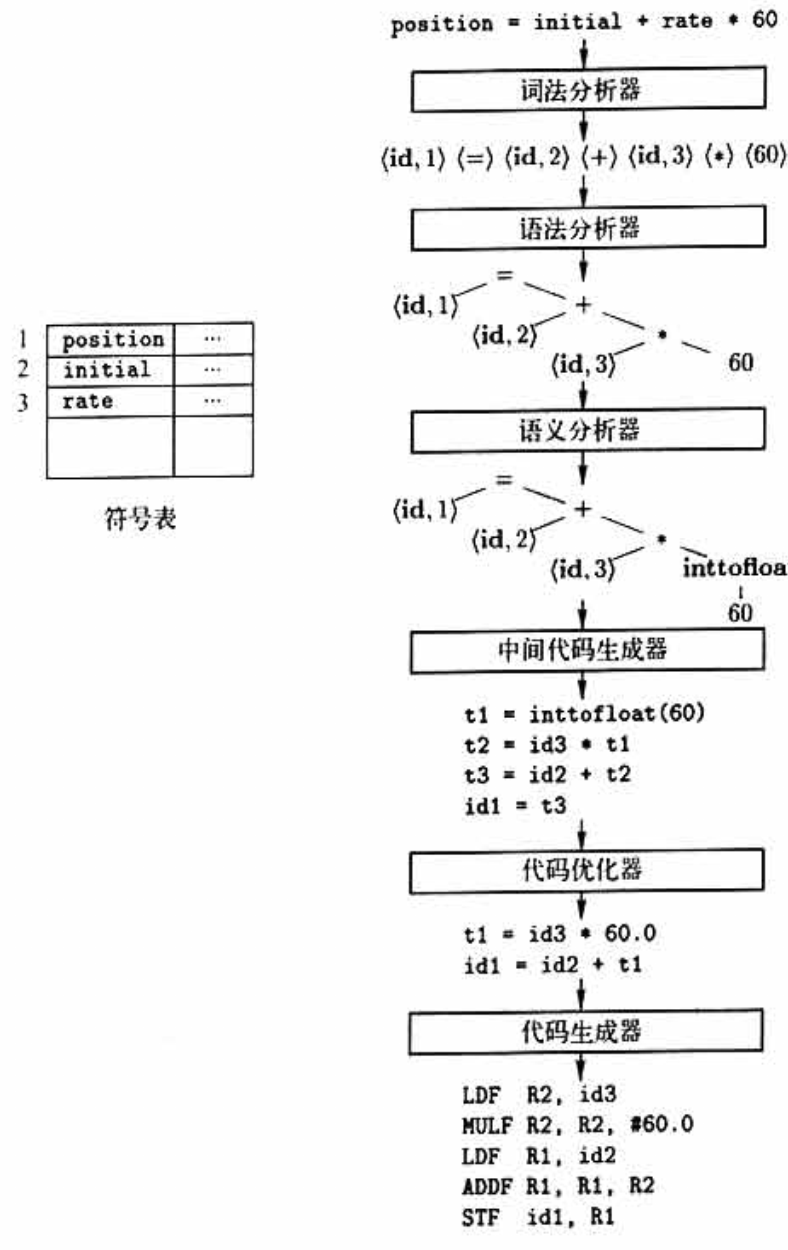 position = initial + rate * 60
词法分析器
⟨id, 1⟩ ⟨=⟩ ⟨id, 2⟩ ⟨+⟩ ⟨id, 3⟩ ⟨*⟩ ⟨60⟩
语法分析器
=
⟨id, 1⟩ +
⟨id, 2⟩ *
⟨id, 3⟩ 60
1 position ...
2 initial ...
3 rate ...
符号表
语义分析器
=
⟨id, 1⟩ +
⟨id, 2⟩ *
⟨id, 3⟩ inttofloa
60
中间代码生成器
t1 = inttofloat(60)
t2 = id3 * t1
t3 = id2 + t2
id1 = t3
代码优化器
t1 = id3 * 60.0
id1 = id2 + t1
代码生成器
LDF R2, id3
MULF R2, R2, #60.0
LDF R1, id2
ADDF R1, R1, R2
STF id1, R1